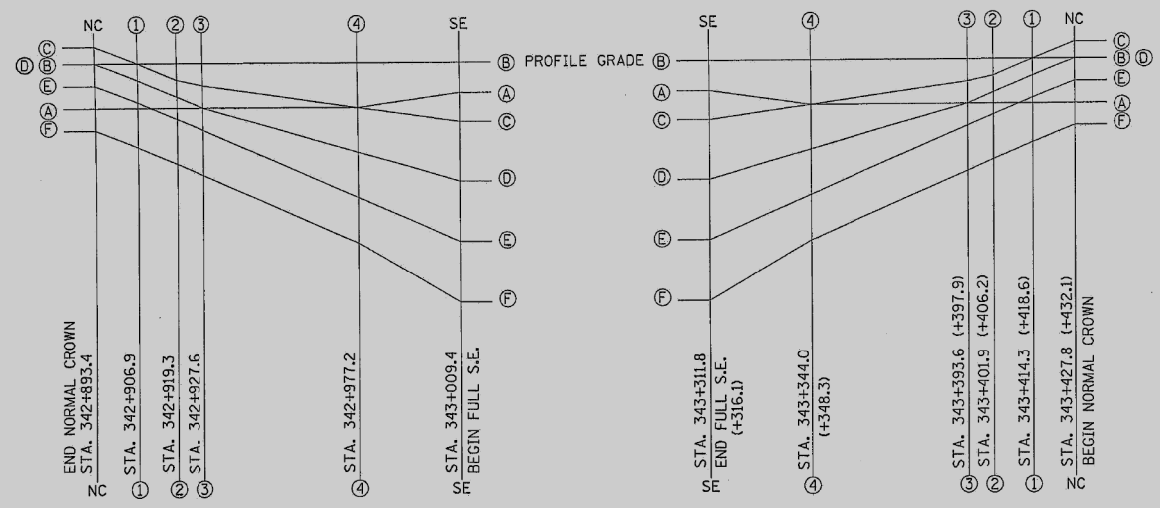 NC ① ② ③ ④ SE
SE ④ ③ ② ① NC
Ⓒ
Ⓓ Ⓑ
Ⓔ
Ⓐ
Ⓕ
Ⓑ PROFILE GRADE Ⓑ
Ⓐ
Ⓒ
Ⓓ
Ⓔ
Ⓕ
Ⓐ
Ⓒ
Ⓓ
Ⓔ
Ⓕ
Ⓒ
Ⓑ Ⓓ
Ⓔ
Ⓐ
Ⓕ
END NORMAL CROWN
STA. 342+893.4
STA. 342+906.9
STA. 342+919.3
STA. 342+927.6
STA. 342+977.2
STA. 343+009.4
BEGIN FULL S.E.
STA. 343+311.8
END FULL S.E.
(+316.1)
STA. 343+344.0
(+348.3)
STA. 343+393.6 (+397.9)
STA. 343+401.9 (+406.2)
STA. 343+414.3 (+418.6)
STA. 343+427.8 (+432.1)
BEGIN NORMAL CROWN
NC ① ② ③ ④ SE
SE ④ ③ ② ① NC